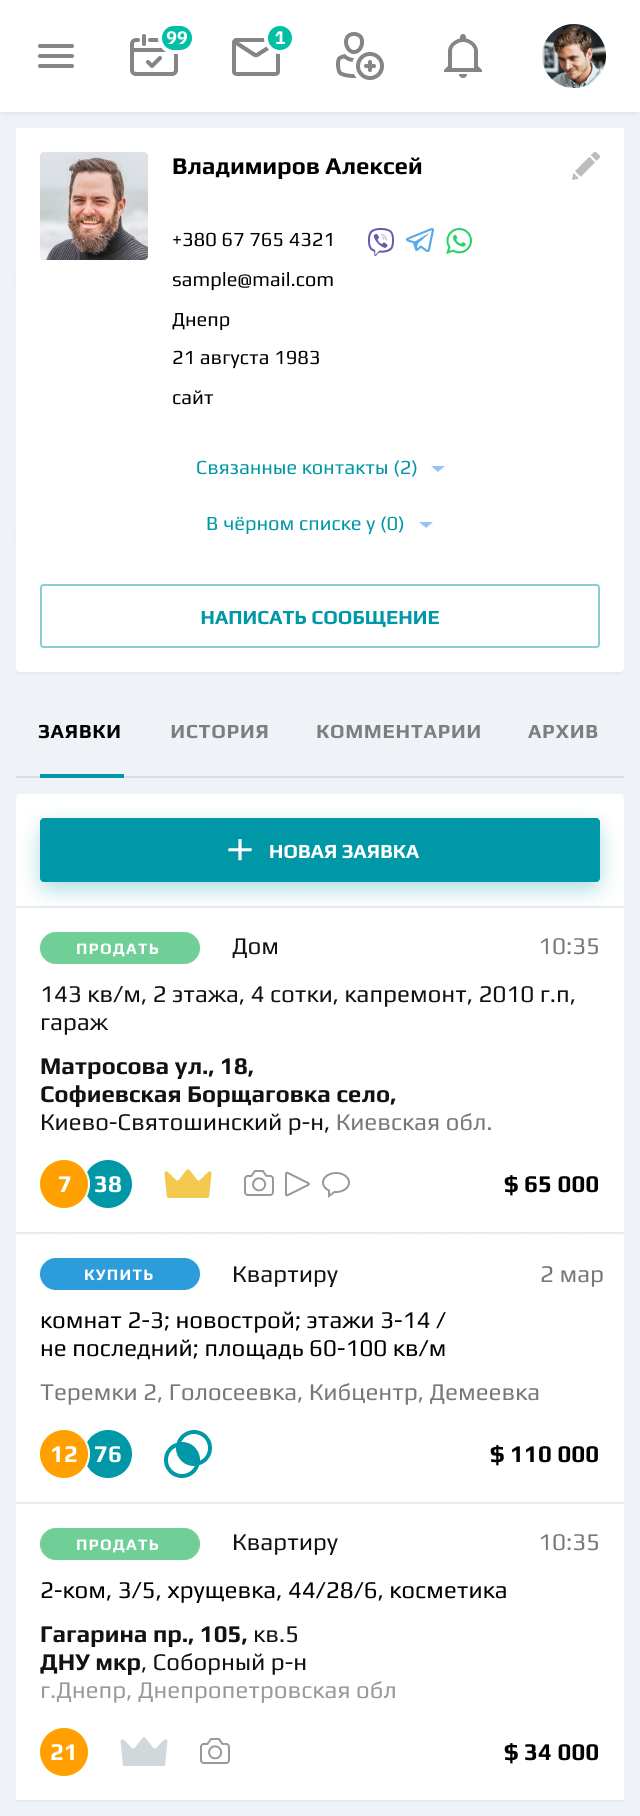 99
1
Владимиров Алексей
+380 67 765 4321
sample@mail.com
Днепр
21 августа 1983
сайт
Связанные контакты (2)
В чёрном списке у (0)
НАПИСАТЬ СООБЩЕНИЕ
ЗАЯВКИ ИСТОРИЯ КОММЕНТАРИИ АРХИВ
НОВАЯ ЗАЯВКА
ПРОДАТЬ Дом 10:35
143 кв/м, 2 этажа, 4 сотки, капремонт, 2010 г.п,
гараж
Матросова ул., 18,
Софиевская Борщаговка село,
Киево-Святошинский р-н, Киевская обл.
7 38 $ 65 000
КУПИТЬ Квартиру 2 мар
комнат 2-3; новострой; этажи 3-14 /
не последний; площадь 60-100 кв/м
Теремки 2, Голосеевка, Кибцентр, Демеевка
12 76 $ 110 000
ПРОДАТЬ Квартиру 10:35
2-ком, 3/5, хрущевка, 44/28/6, косметика
Гагарина пр., 105, кв.5
ДНУ мкр, Соборный р-н
г.Днепр, Днепропетровская обл
21 $ 34 000